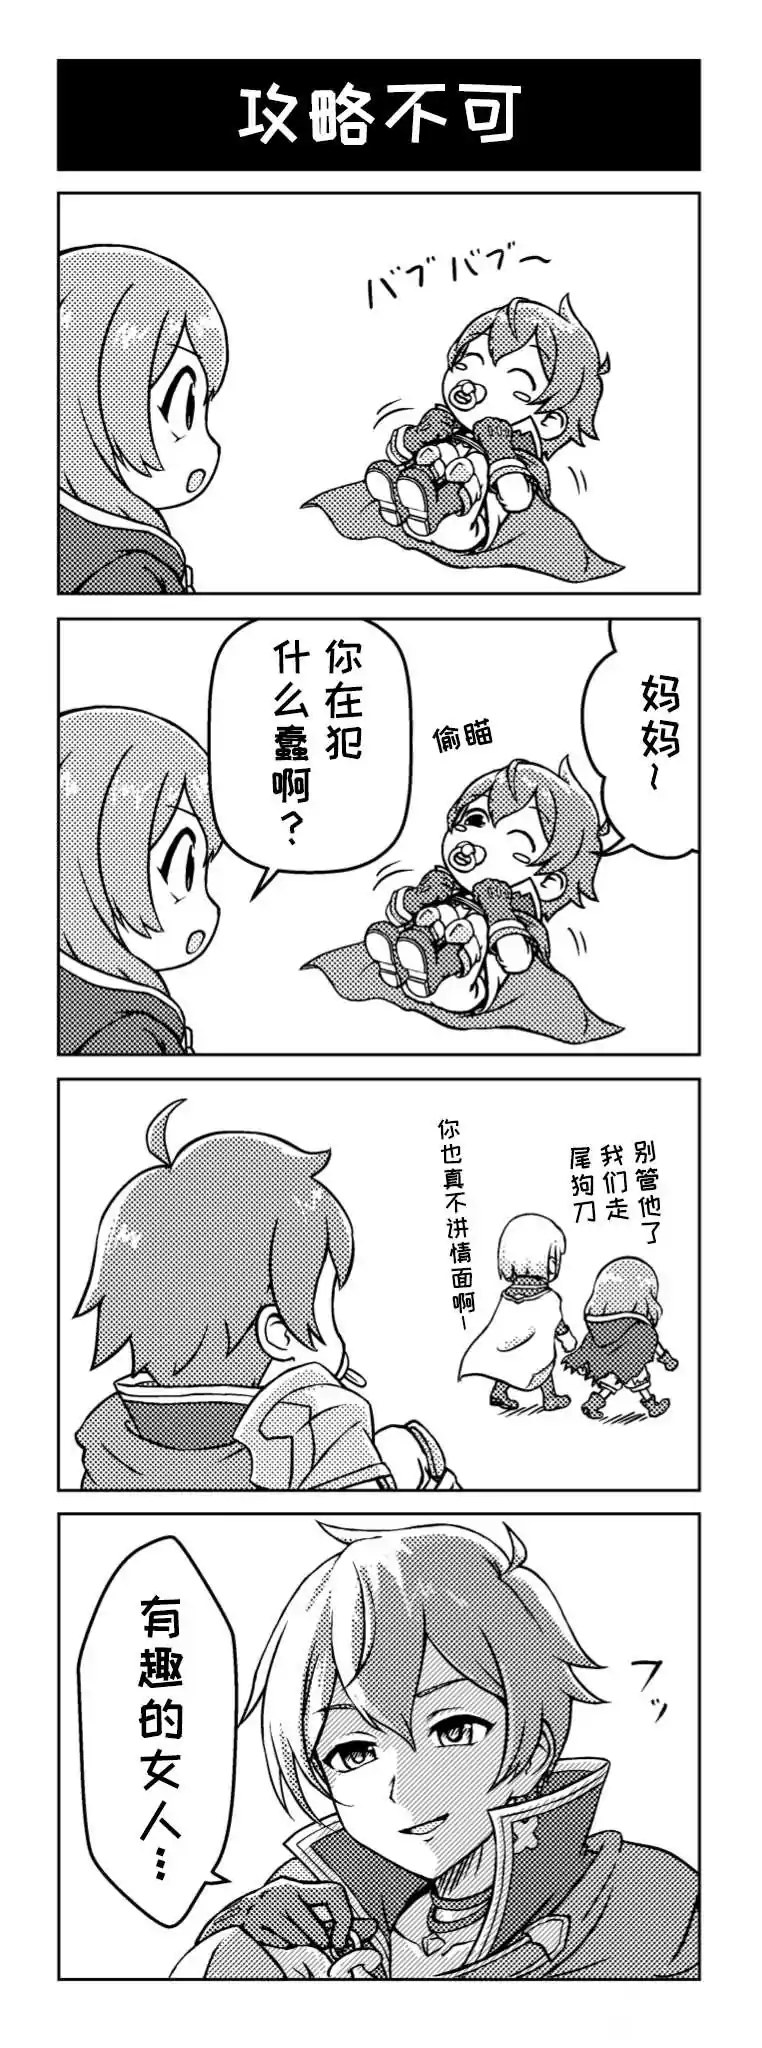 攻略不可
バブバブ～
妈妈~
偷瞄
你在犯
什么蠢啊？
别管他了
我们走
尾狗刀
你也真不讲情面啊~
有趣的女人…
フッ